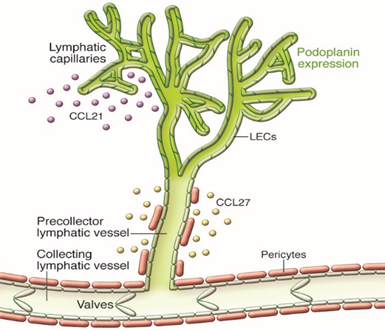 Lymphatic
capillaries
Podoplanin
expression
CCL21
LECs
CCL27
Precollector
lymphatic vessel
Collecting
lymphatic vessel
Pericytes
Valves